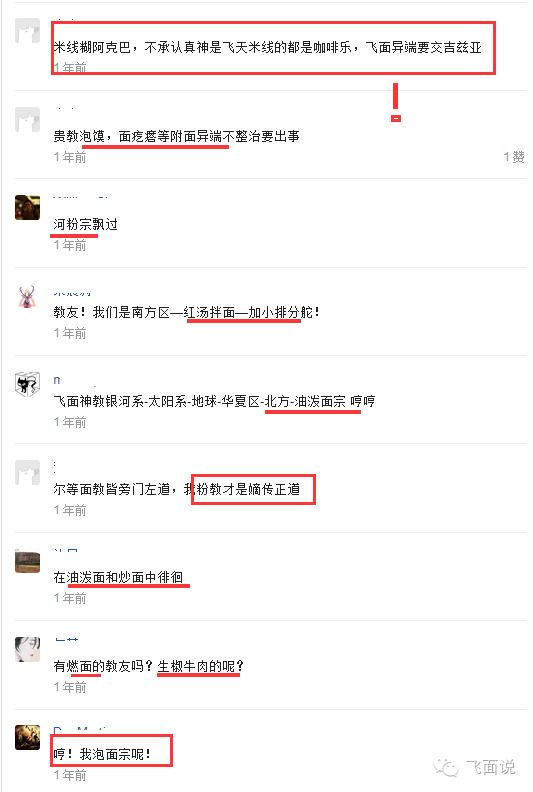 米线糊阿克巴，不承认真神是飞天米线的都是咖啡乐，飞面异端要交吉兹亚
1年前
贵教泡馍，面疙瘩等附面异端不整治要出事
1年前
1赞
河粉宗飘过
1年前
教友！我们是南方区—红汤拌面—加小排分舵！
1年前
n
飞面神教银河系-太阳系-地球-华夏区-北方-油泼面宗 哼哼
1年前
尔等面教皆旁门左道，我粉教才是嫡传正道
1年前
在油泼面和炒面中徘徊
1年前
有燃面的教友吗？生椒牛肉的呢？
1年前
哼！我泡面宗呢！
1年前
飞面说